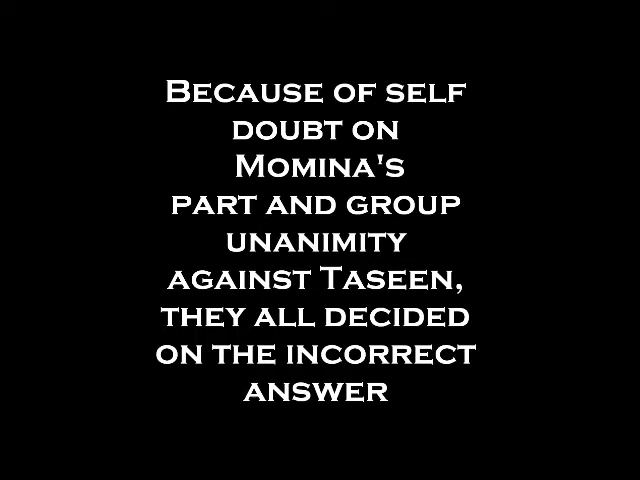 Because of self
doubt on
Momina's
part and group
unanimity
against Taseen,
they all decided
on the incorrect
answer